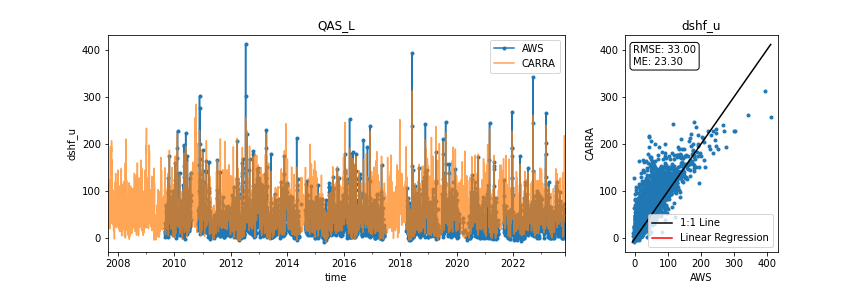 QAS_L
dshf_u
400
300
200
100
0
dshf_u
AWS
CARRA
2008
2010
2012
2014
2016
2018
2020
2022
time
dshf_u
RMSE: 33.00
ME: 23.30
400
300
200
100
0
CARRA
1:1 Line
Linear Regression
0
100
200
300
400
AWS